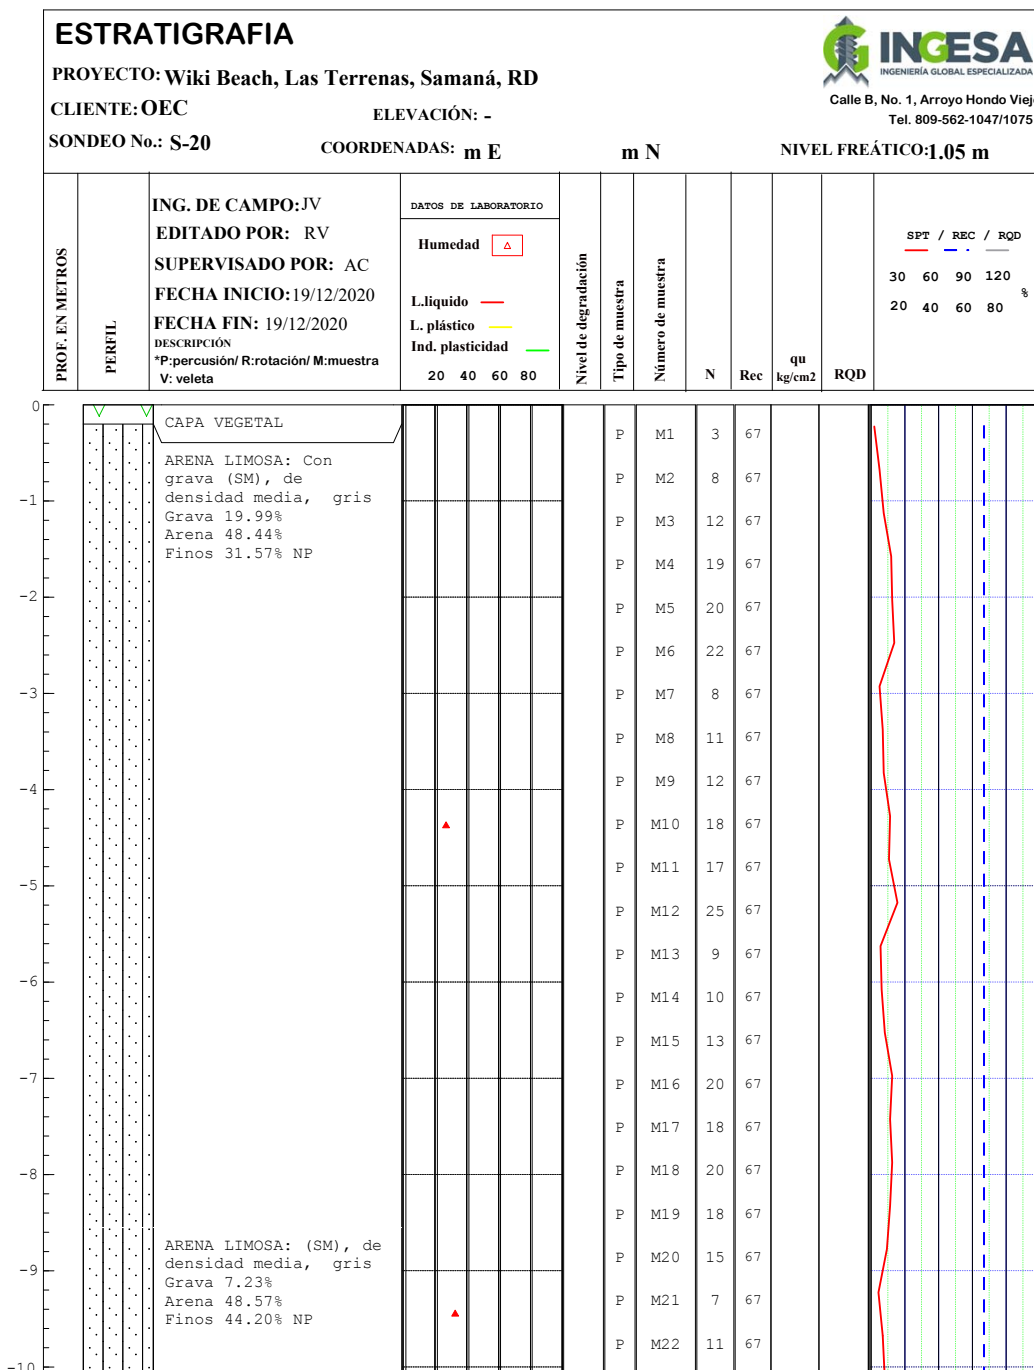 ESTRATIGRAFIA
INGESA
INGENIERÍA GLOBAL ESPECIALIZADA
PROYECTO: Wiki Beach, Las Terrenas, Samaná, RD
Calle B, No. 1, Arroyo Hondo Viej
CLIENTE: OEC ELEVACIÓN: -
Tel. 809-562-1047/1075
SONDEO No.: S-20 COORDENADAS: m E m N NIVEL FREÁTICO: 1.05 m
PROF. EN METROS
PERFIL
ING. DE CAMPO: JV
EDITADO POR: RV
SUPERVISADO POR: AC
FECHA INICIO: 19/12/2020
FECHA FIN: 19/12/2020
DESCRIPCIÓN
*P:percusión/ R:rotación/ M:muestra
V: veleta
DATOS DE LABORATORIO
Humedad
L.liquido
L. plástico
Ind. plasticidad
20 40 60 80
Nivel de degradación
Tipo de muestra
Número de muestra
N
Rec
qu
kg/cm2
RQD
SPT / REC / RQD
30 60 90 120
%
20 40 60 80
0
CAPA VEGETAL
P M1 3 67
ARENA LIMOSA: Con
grava (SM), de
P M2 8 67
densidad media, gris
-1
Grava 19.99%
P M3 12 67
Arena 48.44%
Finos 31.57% NP
P M4 19 67
-2
P M5 20 67
P M6 22 67
-3
P M7 8 67
P M8 11 67
P M9 12 67
-4
P M10 18 67
P M11 17 67
-5
P M12 25 67
P M13 9 67
-6
P M14 10 67
P M15 13 67
-7
P M16 20 67
P M17 18 67
-8
P M18 20 67
P M19 18 67
ARENA LIMOSA: (SM), de
P M20 15 67
densidad media, gris
-9
Grava 7.23%
Arena 48.57%
P M21 7 67
Finos 44.20% NP
P M22 11 67
-10